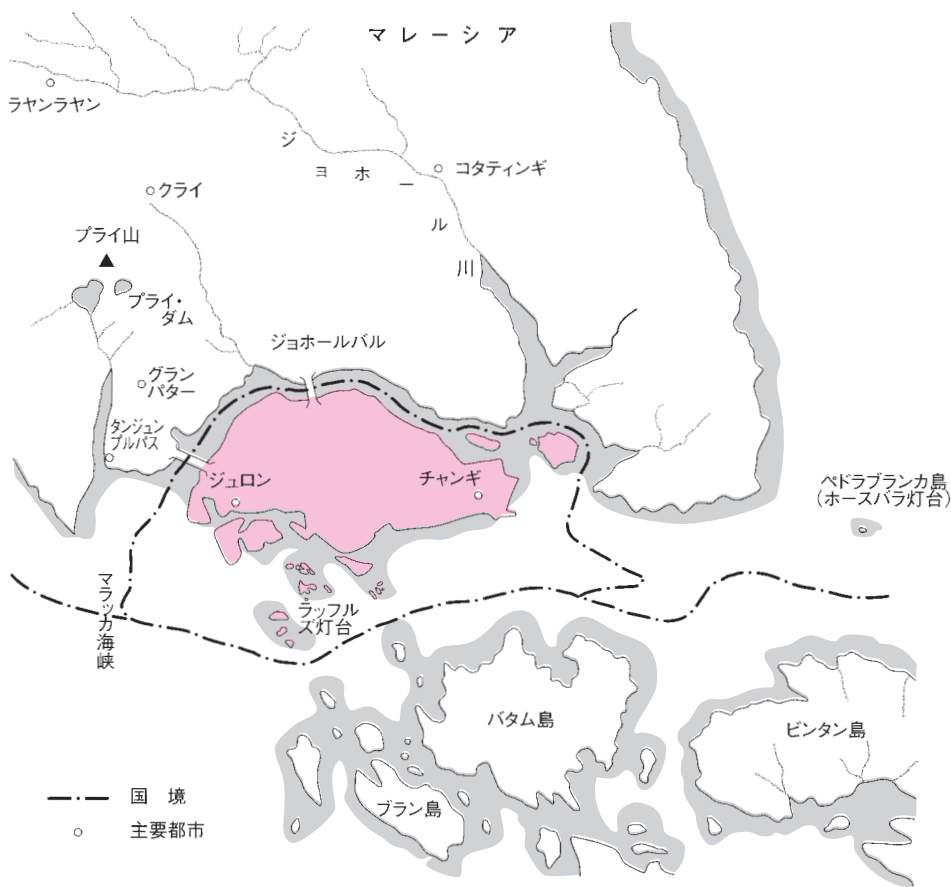 マレーシア
ラヤンラヤン
ジョホール川
コタティンギ
クライ
プライ山
プライ・
ダム
ジョホールバル
グラン
パター
タンジュン
プルパス
ジュロン
チャンギ
ペドラブランカ島
(ホースバラ灯台)
マラッカ海峡
ラッフル
ズ灯台
バタム島
ビンタン島
ブラン島
国境
主要都市